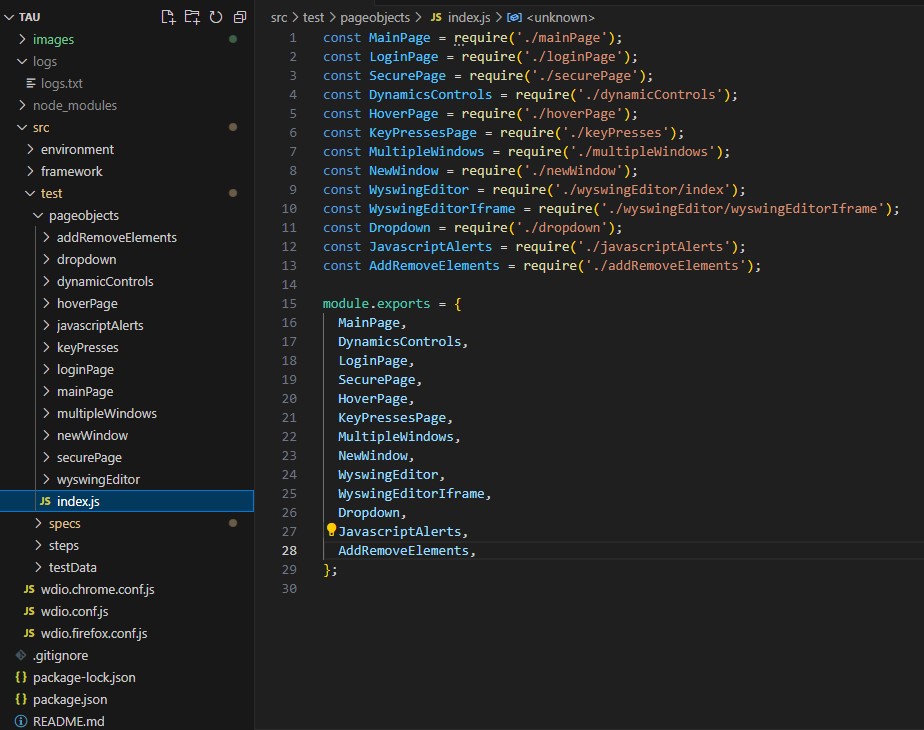 TAU
images
logs
logs.txt
node_modules
src
environment
framework
test
pageobjects
addRemoveElements
dropdown
dynamicControls
hoverPage
javascriptAlerts
keyPresses
loginPage
mainPage
multipleWindows
newWindow
securePage
wyswingEditor
JS index.js
specs
steps
testData
JS wdio.chrome.conf.js
JS wdio.conf.js
JS wdio.firefox.conf.js
.gitignore
{} package-lock.json
{} package.json
README.md
src > test > pageobjects > JS index.js > <unknown>
1 const MainPage = require('./mainPage');
2 const LoginPage = require('./loginPage');
3 const SecurePage = require('./securePage');
4 const DynamicsControls = require('./dynamicControls');
5 const HoverPage = require('./hoverPage');
6 const KeyPressesPage = require('./keyPresses');
7 const MultipleWindows = require('./multipleWindows');
8 const NewWindow = require('./newWindow');
9 const WyswingEditor = require('./wyswingEditor/index');
10 const WyswingEditorIframe = require('./wyswingEditor/wyswingEditorIframe');
11 const Dropdown = require('./dropdown');
12 const JavascriptAlerts = require('./javascriptAlerts');
13 const AddRemoveElements = require('./addRemoveElements');
14
15 module.exports = {
16 MainPage,
17 DynamicsControls,
18 LoginPage,
19 SecurePage,
20 HoverPage,
21 KeyPressesPage,
22 MultipleWindows,
23 NewWindow,
24 WyswingEditor,
25 WyswingEditorIframe,
26 Dropdown,
27 JavascriptAlerts,
28 AddRemoveElements,
29 };
30